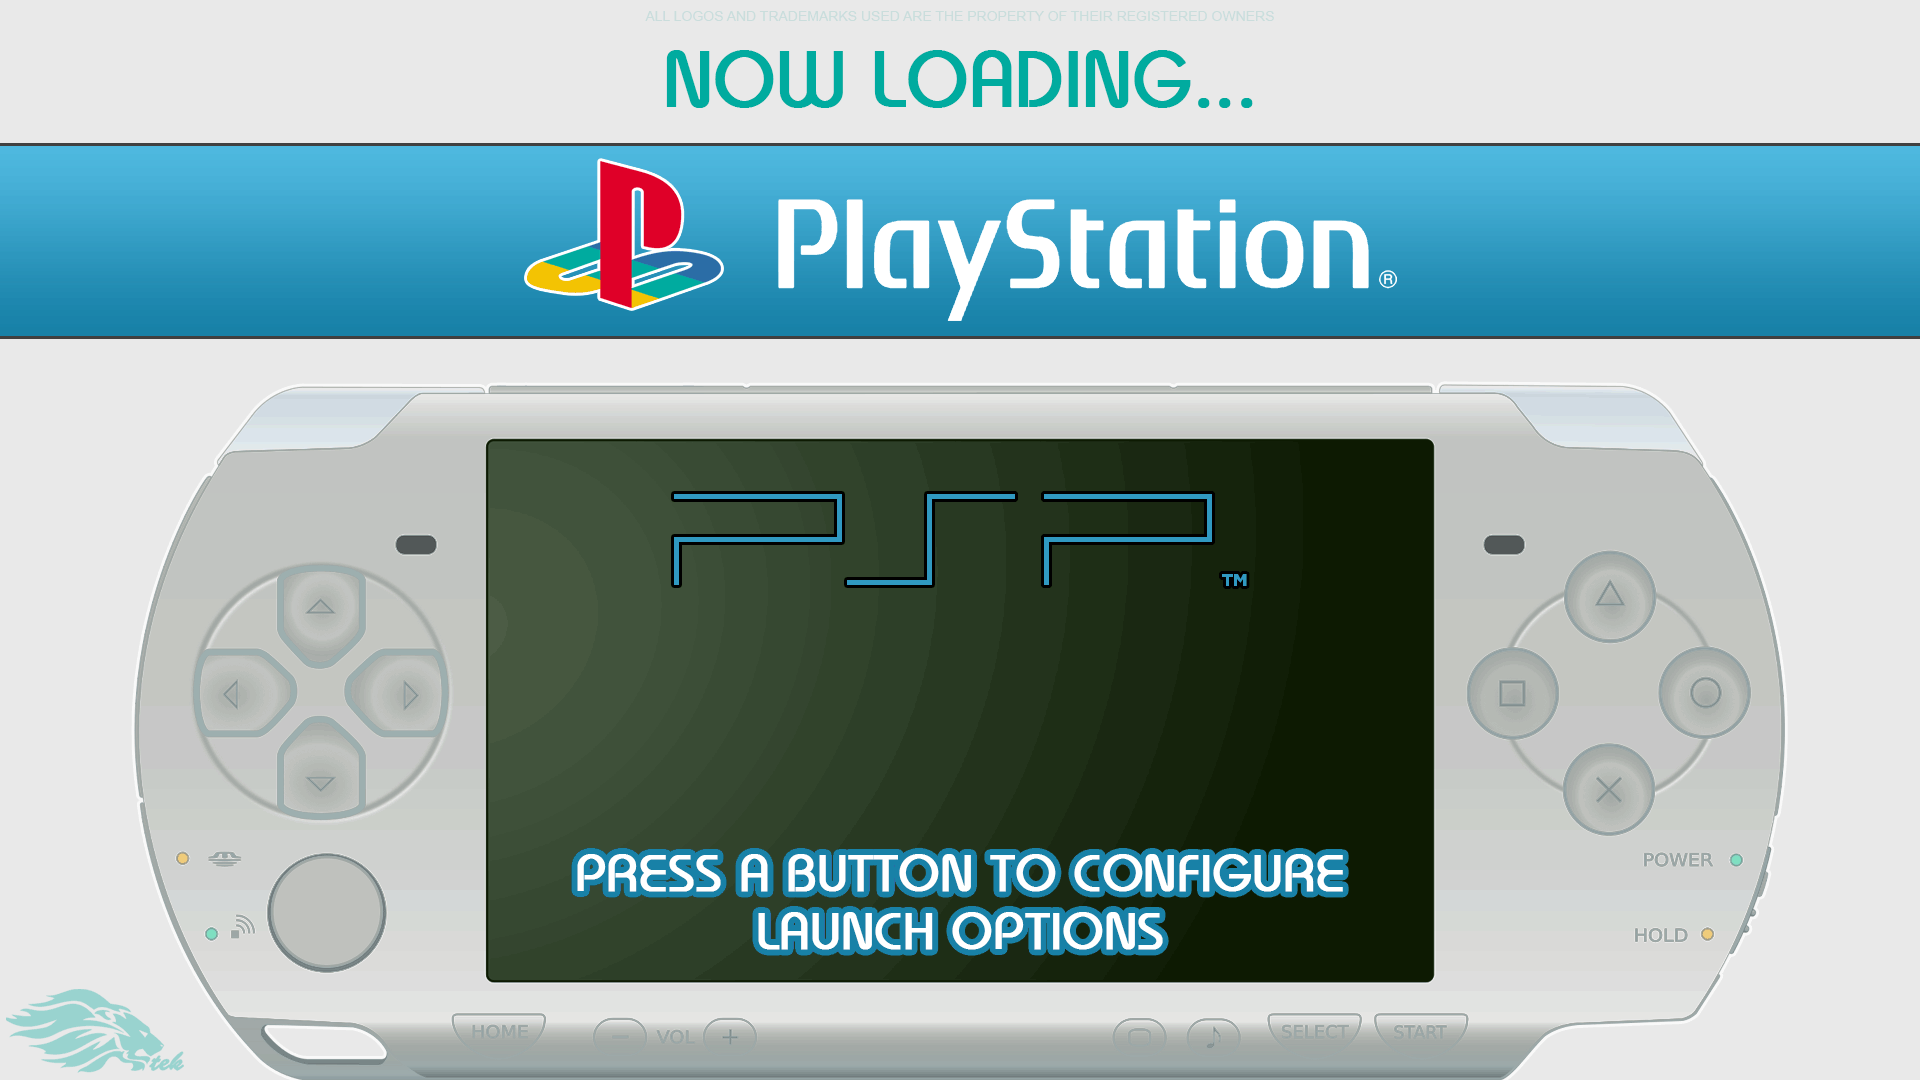 ALL LOGOS AND TRADEMARKS USED ARE THE PROPERTY OF THEIR REGISTERED OWNERS
NOW LOADING...
PlayStation®
PSP™
PRESS A BUTTON TO CONFIGURE
LAUNCH OPTIONS
POWER
HOLD
HOME
− VOL +
SELECT
START
tek